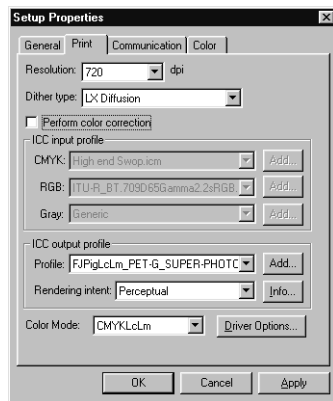 Setup Properties
General Print Communication Color
Resolution: 720 dpi
Dither type: LX Diffusion
Perform color correction
ICC input profile
CMYK: High end Swop.icm Add...
RGB: ITU-R_BT.709D65Gamma2.2sRGB. Add...
Gray: Generic Add...
ICC output profile
Profile: FJPigLcLm_PET-G_SUPER-PHOTC Add...
Rendering intent: Perceptual Info...
Color Mode: CMYKLcLm Driver Options...
OK Cancel Apply